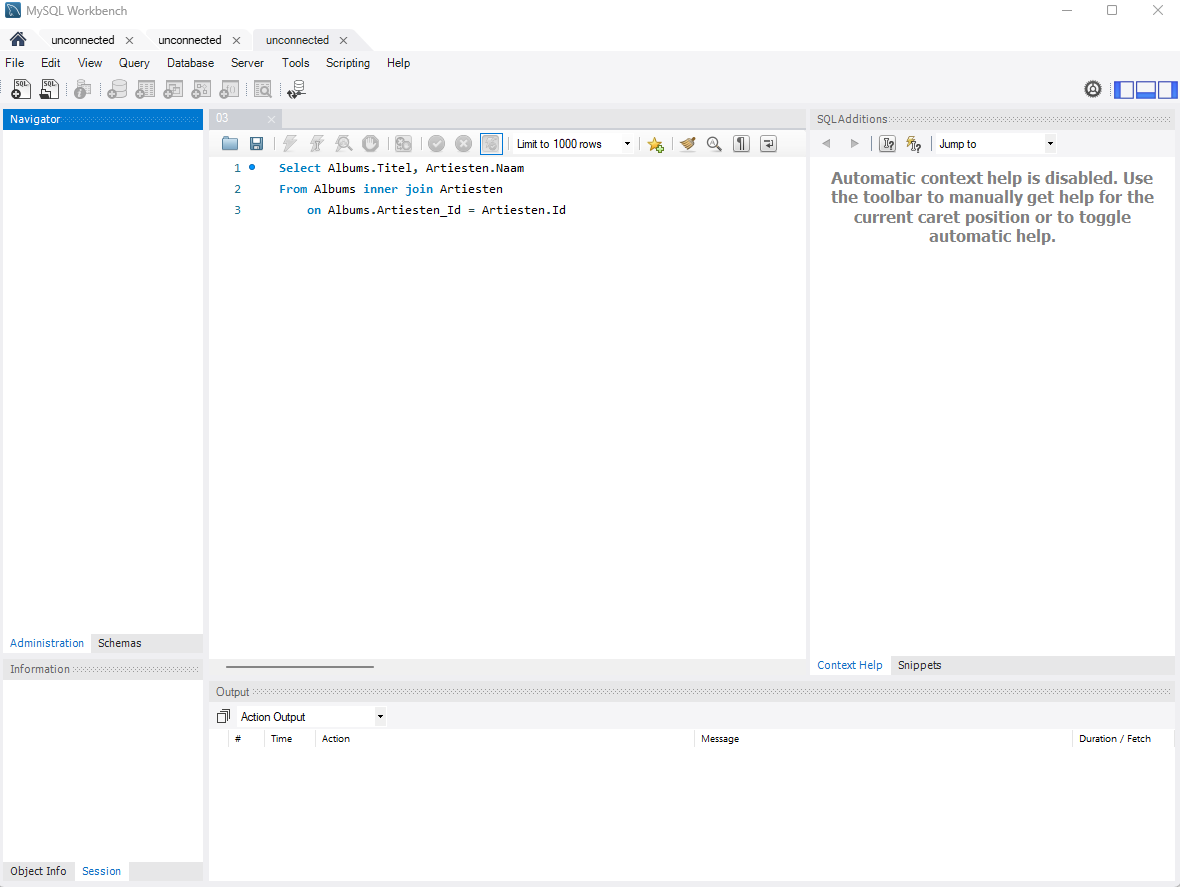 MySQL Workbench
unconnected × unconnected × unconnected ×
File Edit View Query Database Server Tools Scripting Help
SQL SQL
Navigator
03 ×
SQLAdditions
Limit to 1000 rows
Jump to
1 Select Albums.Titel, Artiesten.Naam
2 From Albums inner join Artiesten
3 on Albums.Artiesten_Id = Artiesten.Id
Automatic context help is disabled. Use
the toolbar to manually get help for the
current caret position or to toggle
automatic help.
Administration Schemas
Information
Context Help Snippets
Output
Action Output
# Time Action Message Duration / Fetch
Object Info Session